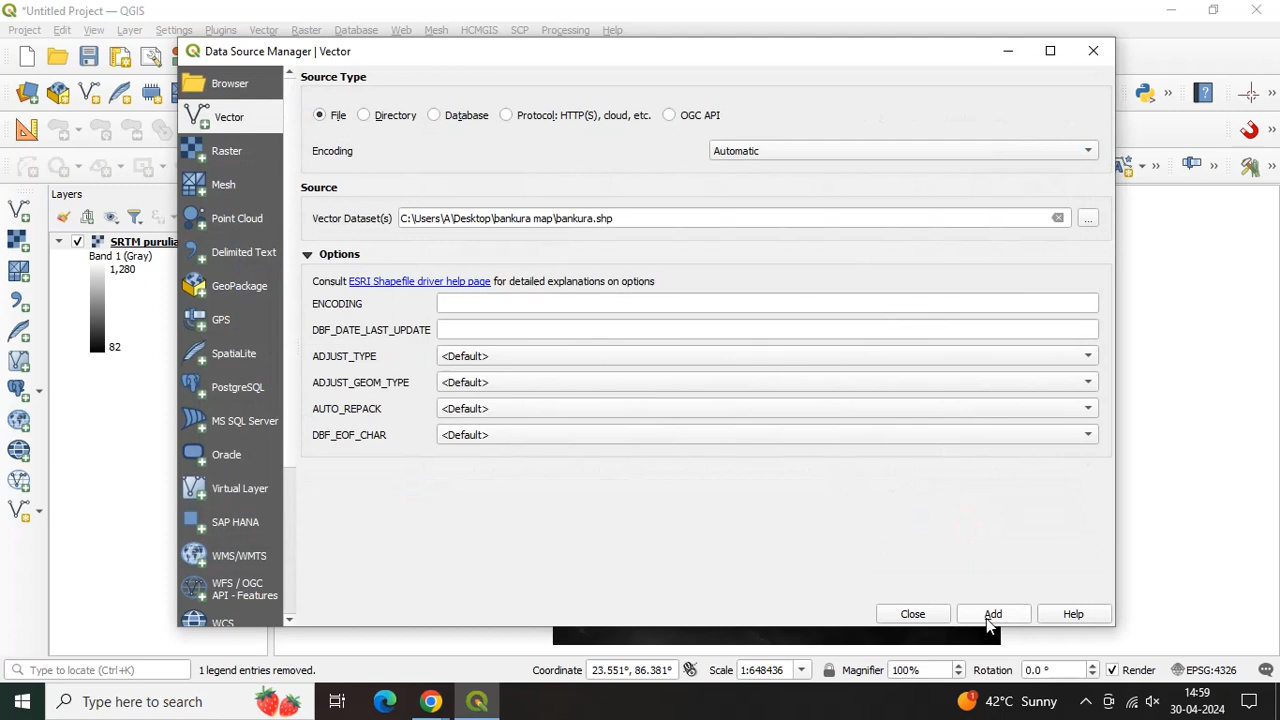 *Untitled Project — QGIS
Project Edit View Layer Settings Plugins Vector Raster Database Web Mesh HCMGIS SCP Processing Help
Data Source Manager | Vector
Browser
Vector
Raster
Mesh
Point Cloud
Delimited Text
GeoPackage
GPS
SpatiaLite
PostgreSQL
MS SQL Server
Oracle
Virtual Layer
SAP HANA
WMS/WMTS
WFS / OGC
API - Features
WCS
Source Type
File Directory Database Protocol: HTTP(S), cloud, etc. OGC API
Encoding Automatic
Source
Vector Dataset(s) C:\Users\A\Desktop\bankura map\bankura.shp ...
Options
Consult ESRI Shapefile driver help page for detailed explanations on options
ENCODING
DBF_DATE_LAST_UPDATE
ADJUST_TYPE <Default>
ADJUST_GEOM_TYPE <Default>
AUTO_REPACK <Default>
DBF_EOF_CHAR <Default>
Close Add Help
Layers
SRTM purulia
Band 1 (Gray)
1,280
82
Type to locate (Ctrl+K) 1 legend entries removed. Coordinate 23.551°, 86.381° Scale 1:648436 Magnifier 100% Rotation 0.0 ° Render EPSG:4326
Type here to search 42°C Sunny 14:59
30-04-2024